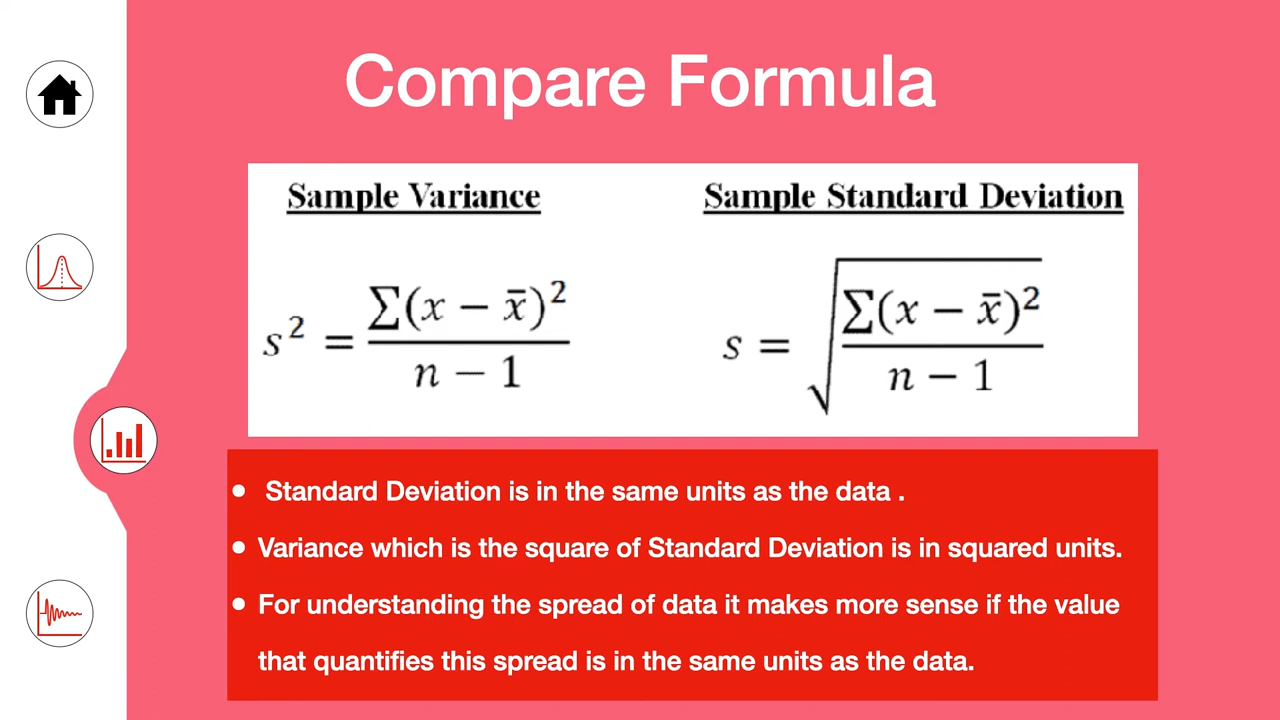 Compare Formula
Sample Variance
Sample Standard Deviation
s² = ∑(x − x̄)² / n − 1
s = √(∑(x − x̄)² / n − 1)
● Standard Deviation is in the same units as the data .
● Variance which is the square of Standard Deviation is in squared units.
● For understanding the spread of data it makes more sense if the value
that quantifies this spread is in the same units as the data.